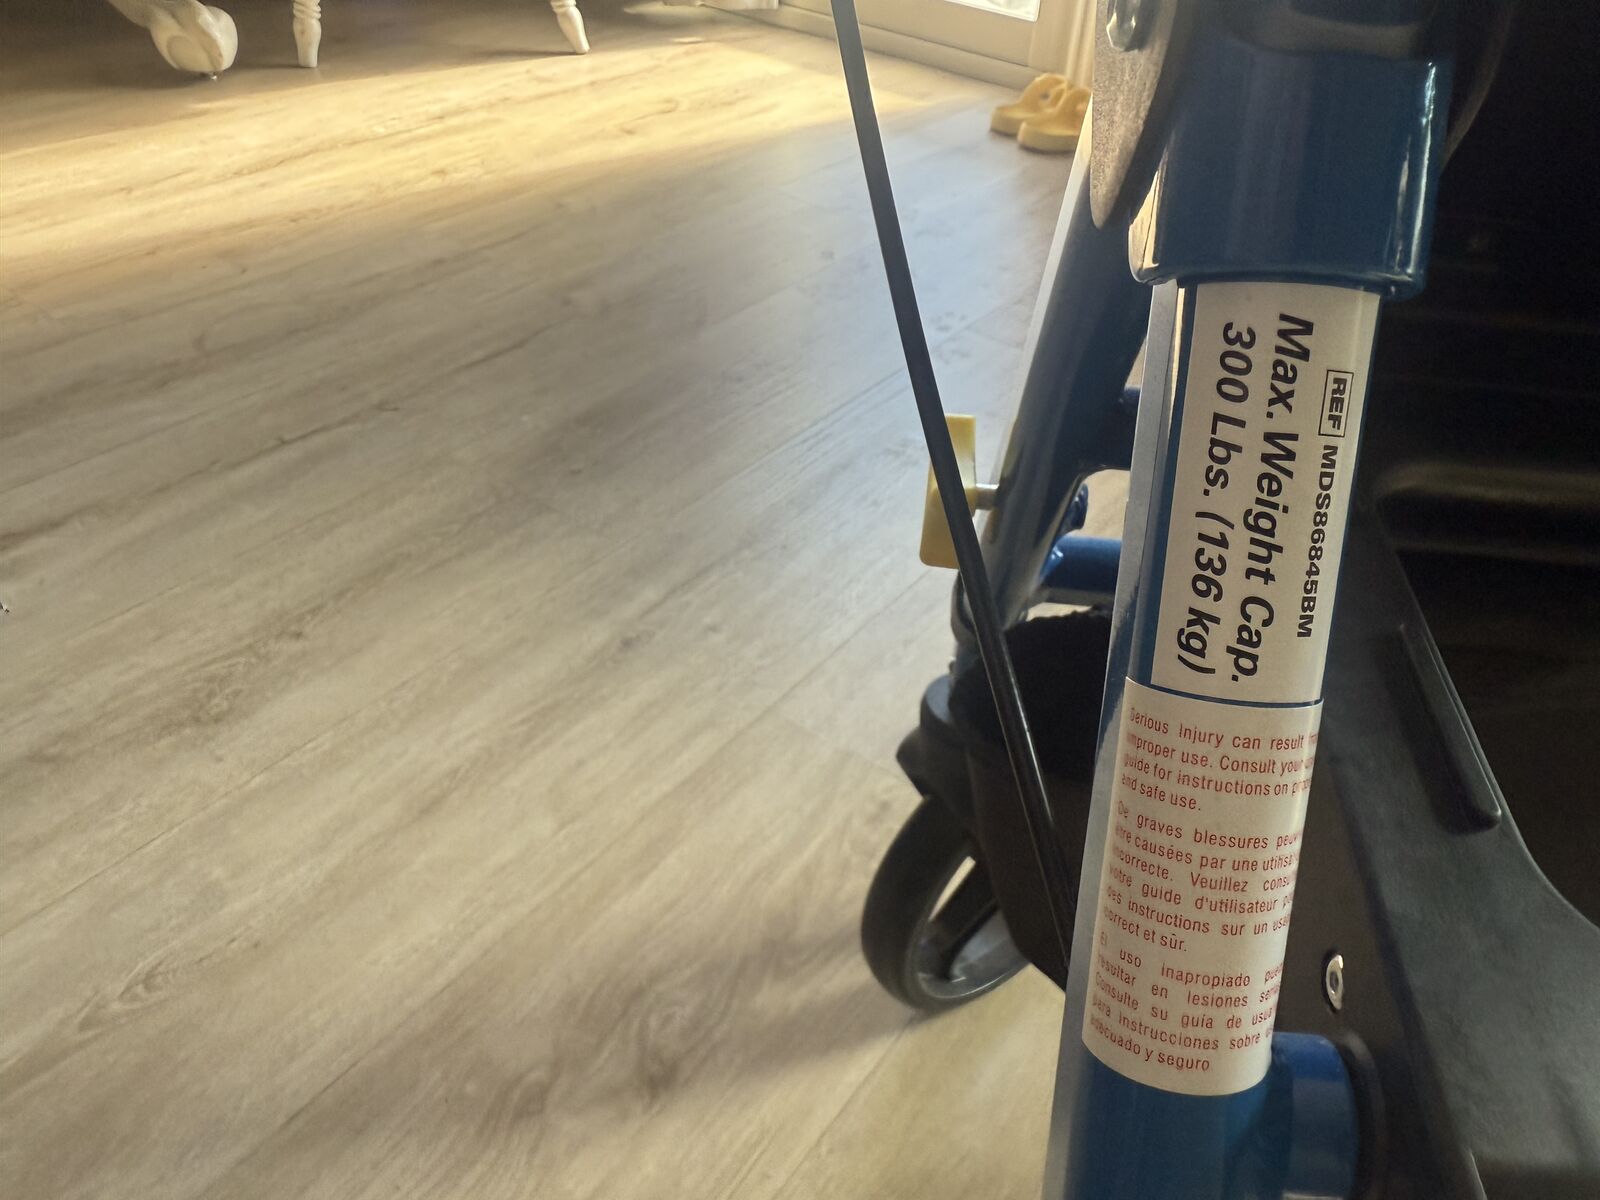 REF MDS86845BM
Max. Weight Cap.
300 Lbs. (136 kg)
Serious Injury can result
improper use. Consult your
guide for instructions on
and safe use.
De graves blessures
être causées par une
incorrecte. Veuillez
votre guide d'utilisateur
des instructions sur un
correct et sûr.
El uso inapropiado
resultar en lesiones
Consulte su guía de
para instrucciones sobre
adecuado y seguro